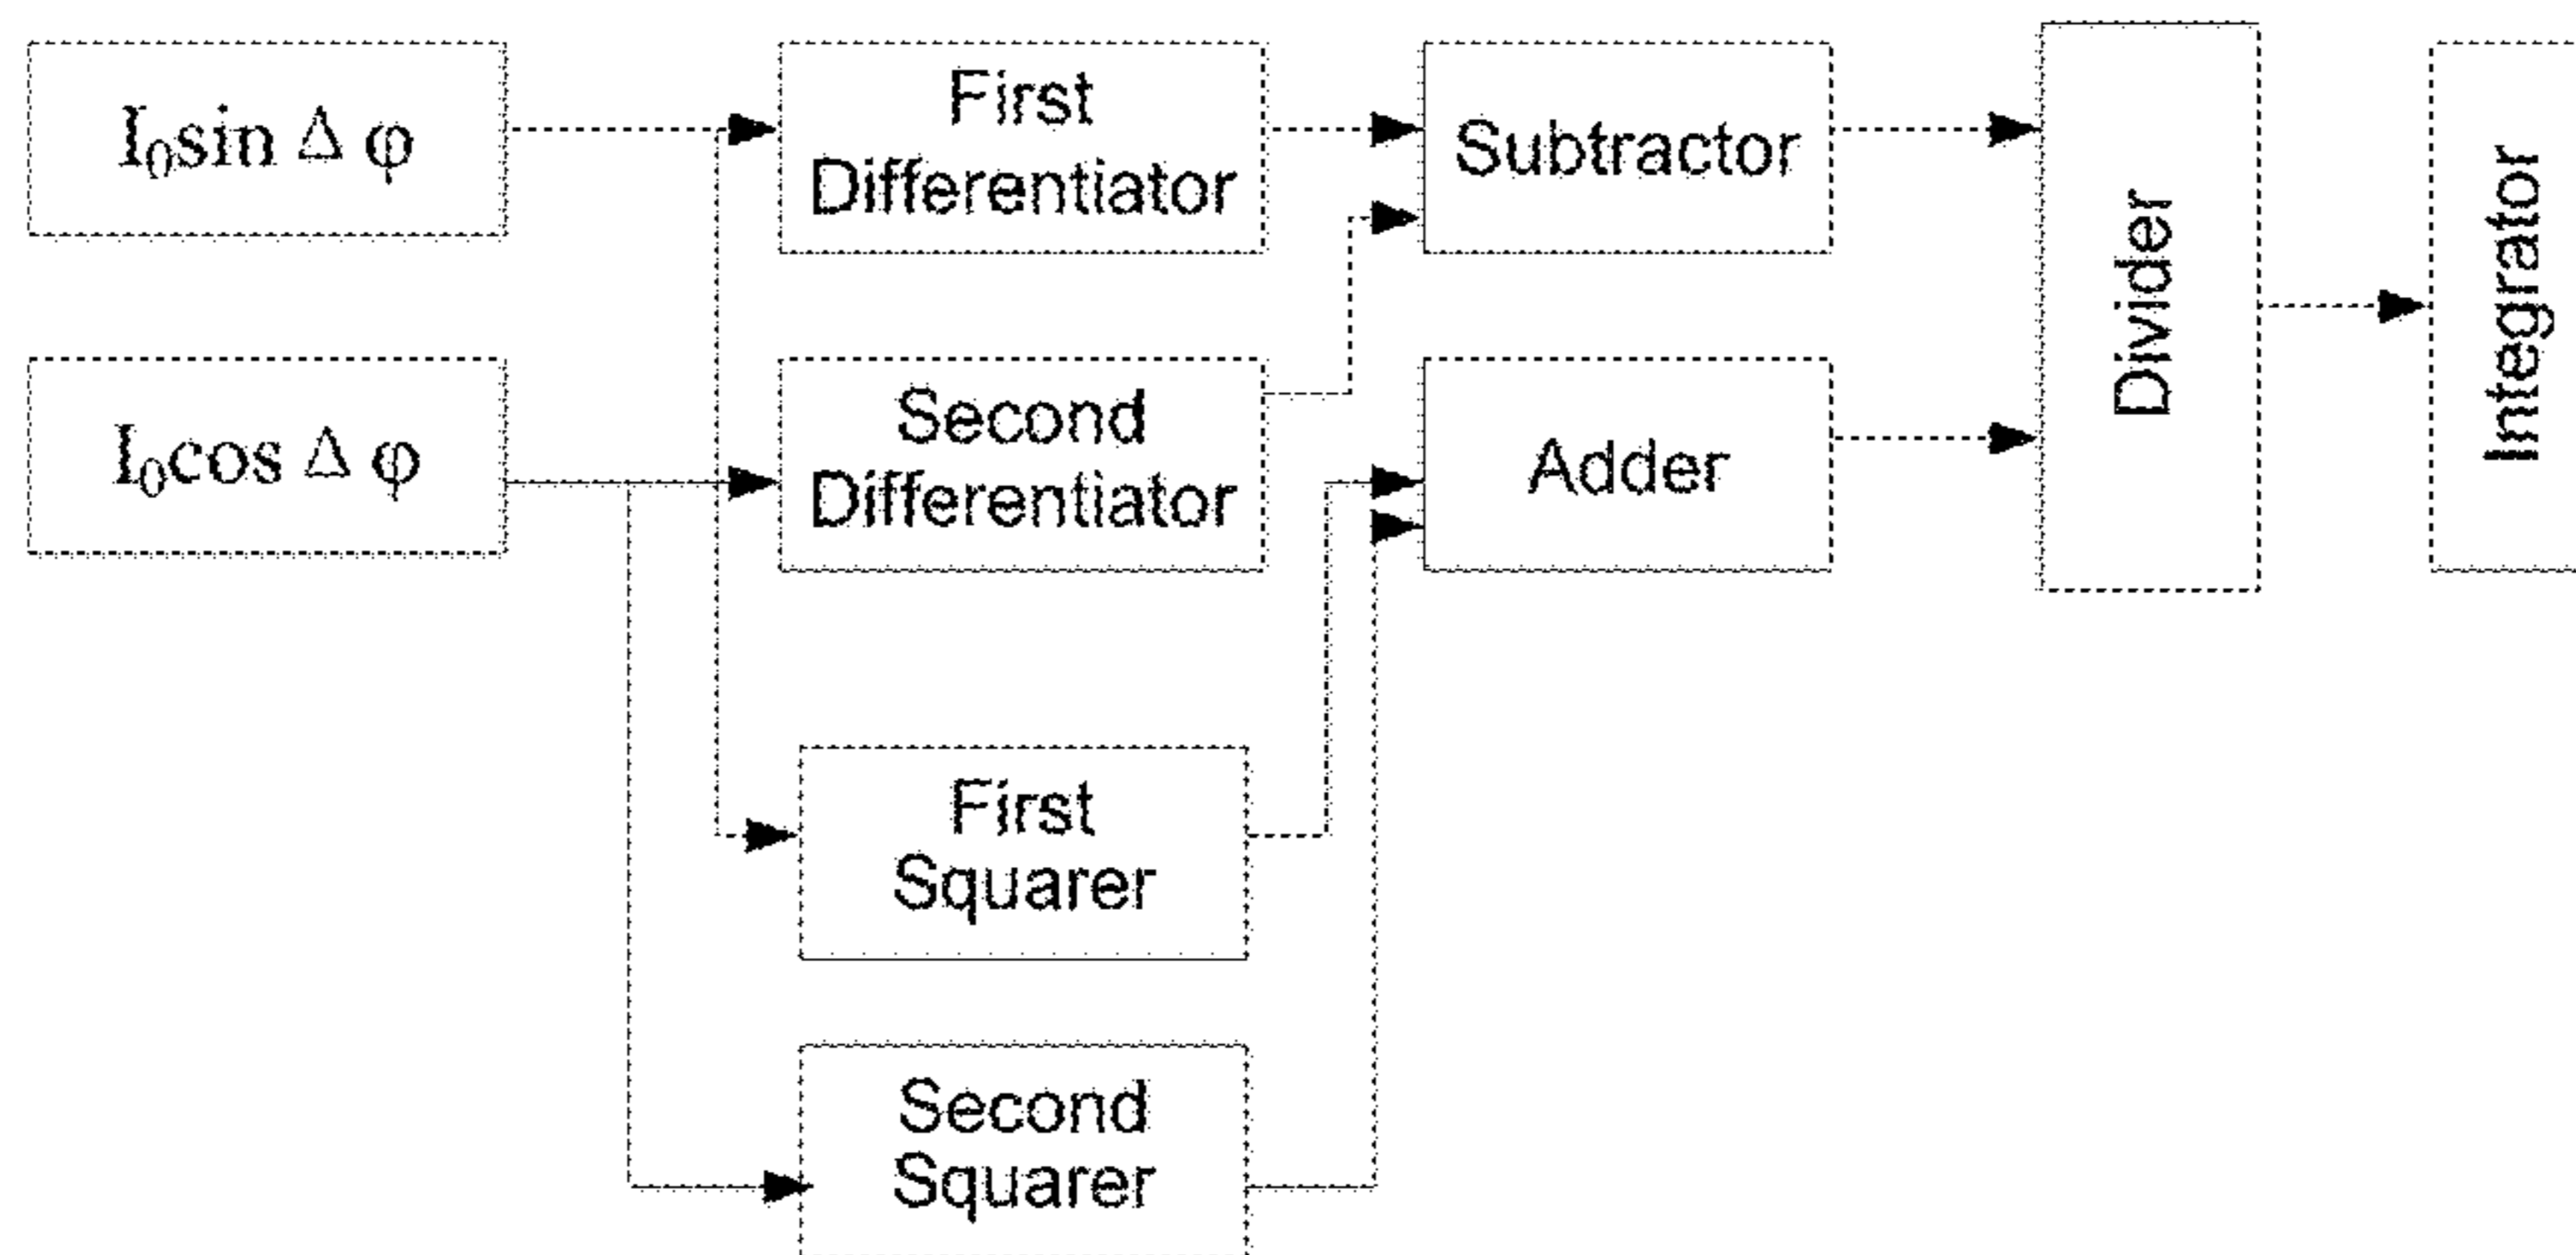 I₀sin Δ φ
First
Differentiator
Subtractor
Divider
Integrator
I₀cos Δ φ
Second
Differentiator
Adder
First
Squarer
Second
Squarer